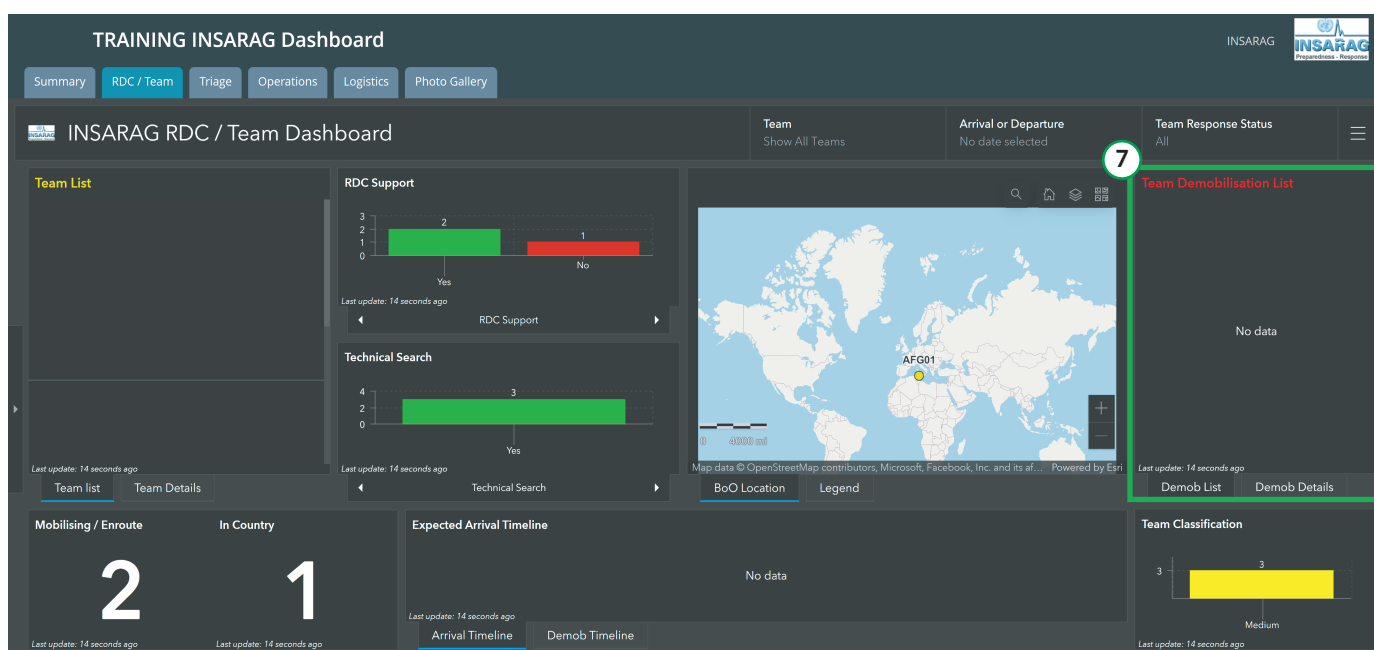 TRAINING INSARAG Dashboard
INSARAG
INSARAG
Preparedness - Response
Summary
RDC / Team
Triage
Operations
Logistics
Photo Gallery
INSARAG
INSARAG RDC / Team Dashboard
Team
Show All Teams
Arrival or Departure
No date selected
Team Response Status
All
7
Team List
Last update: 14 seconds ago
Team list
Team Details
RDC Support
3
2
1
0
2
1
Yes
No
Last update: 14 seconds ago
RDC Support
Technical Search
4
2
0
3
Yes
Last update: 14 seconds ago
Technical Search
AFG01
0 4000 mi
Map data © OpenStreetMap contributors, Microsoft, Facebook, Inc. and its af...
Powered by Esri
BoO Location
Legend
Team Demobilisation List
No data
Last update: 14 seconds ago
Demob List
Demob Details
Mobilising / Enroute
2
Last update: 14 seconds ago
In Country
1
Last update: 14 seconds ago
Expected Arrival Timeline
No data
Last update: 14 seconds ago
Arrival Timeline
Demob Timeline
Team Classification
3
3
Medium
Last update: 14 seconds ago